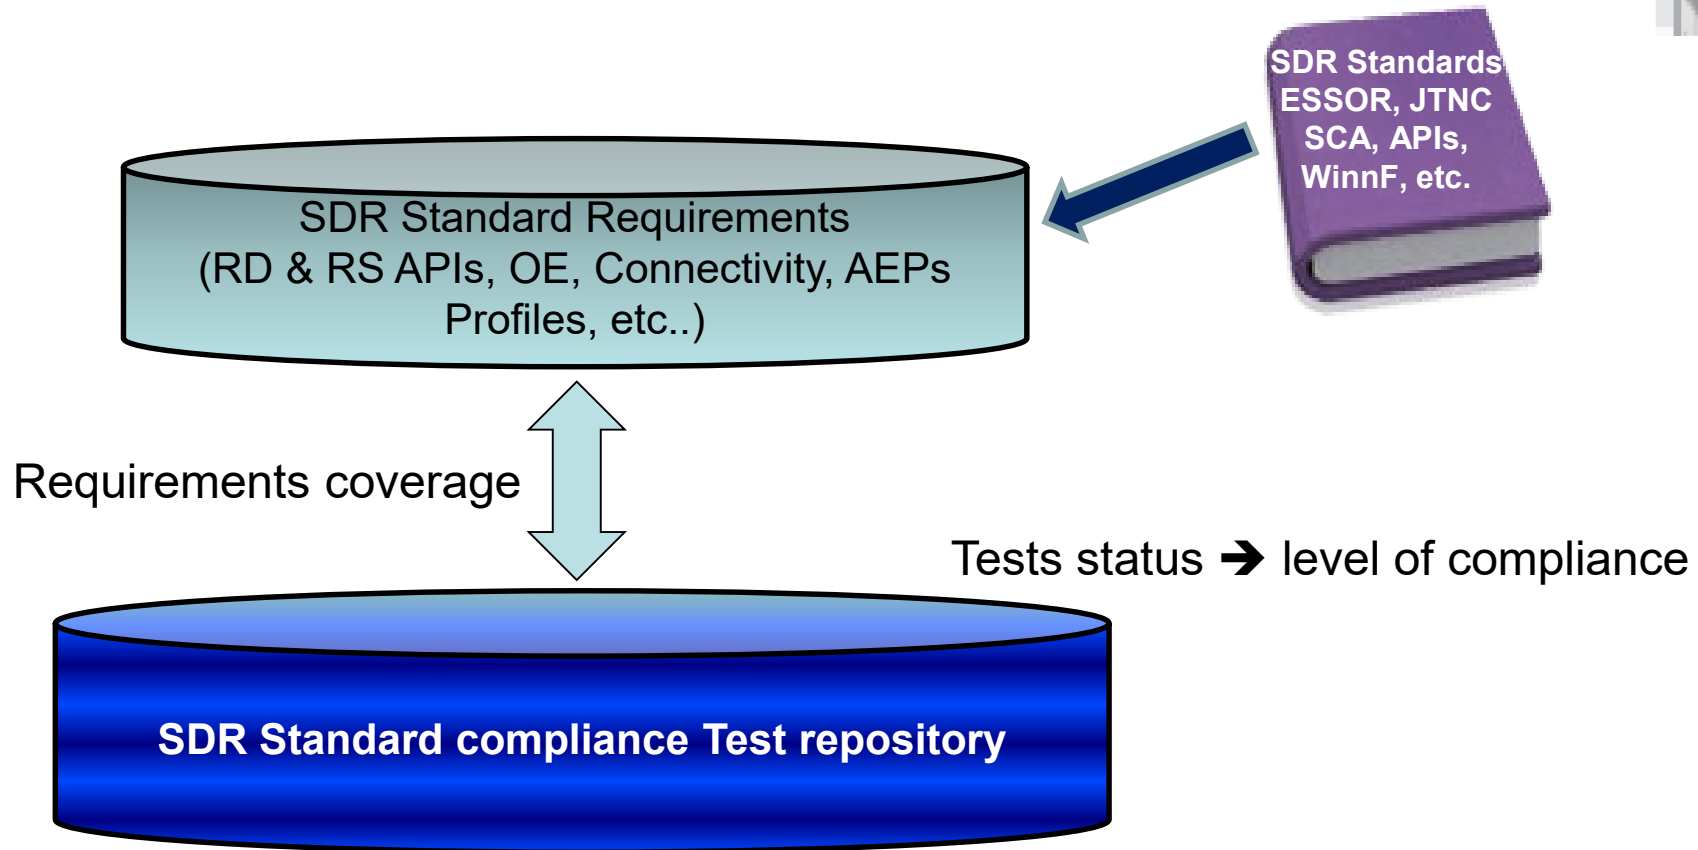 SDR Standards
ESSOR, JTNC
SCA, APIs,
WinnF, etc.
SDR Standard Requirements
(RD & RS APIs, OE, Connectivity, AEPs
Profiles, etc..)
Requirements coverage
Tests status ➔ level of compliance
SDR Standard compliance Test repository